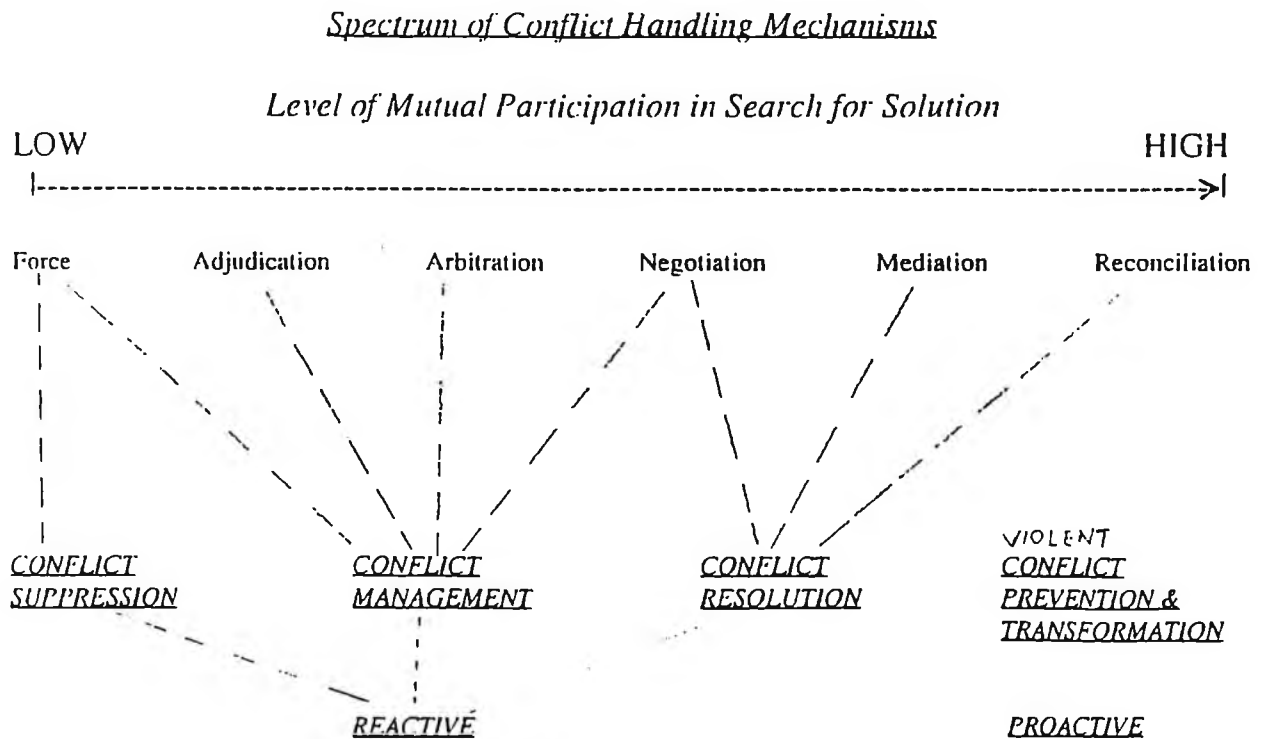 Spectrum of Conflict Handling Mechanisms
Level of Mutual Participation in Search for Solution
LOW HIGH
Force Adjudication Arbitration Negotiation Mediation Reconciliation
VIOLENT
CONFLICT CONFLICT CONFLICT CONFLICT
SUPPRESSION MANAGEMENT RESOLUTION PREVENTION &
TRANSFORMATION
REACTIVE PROACTIVE